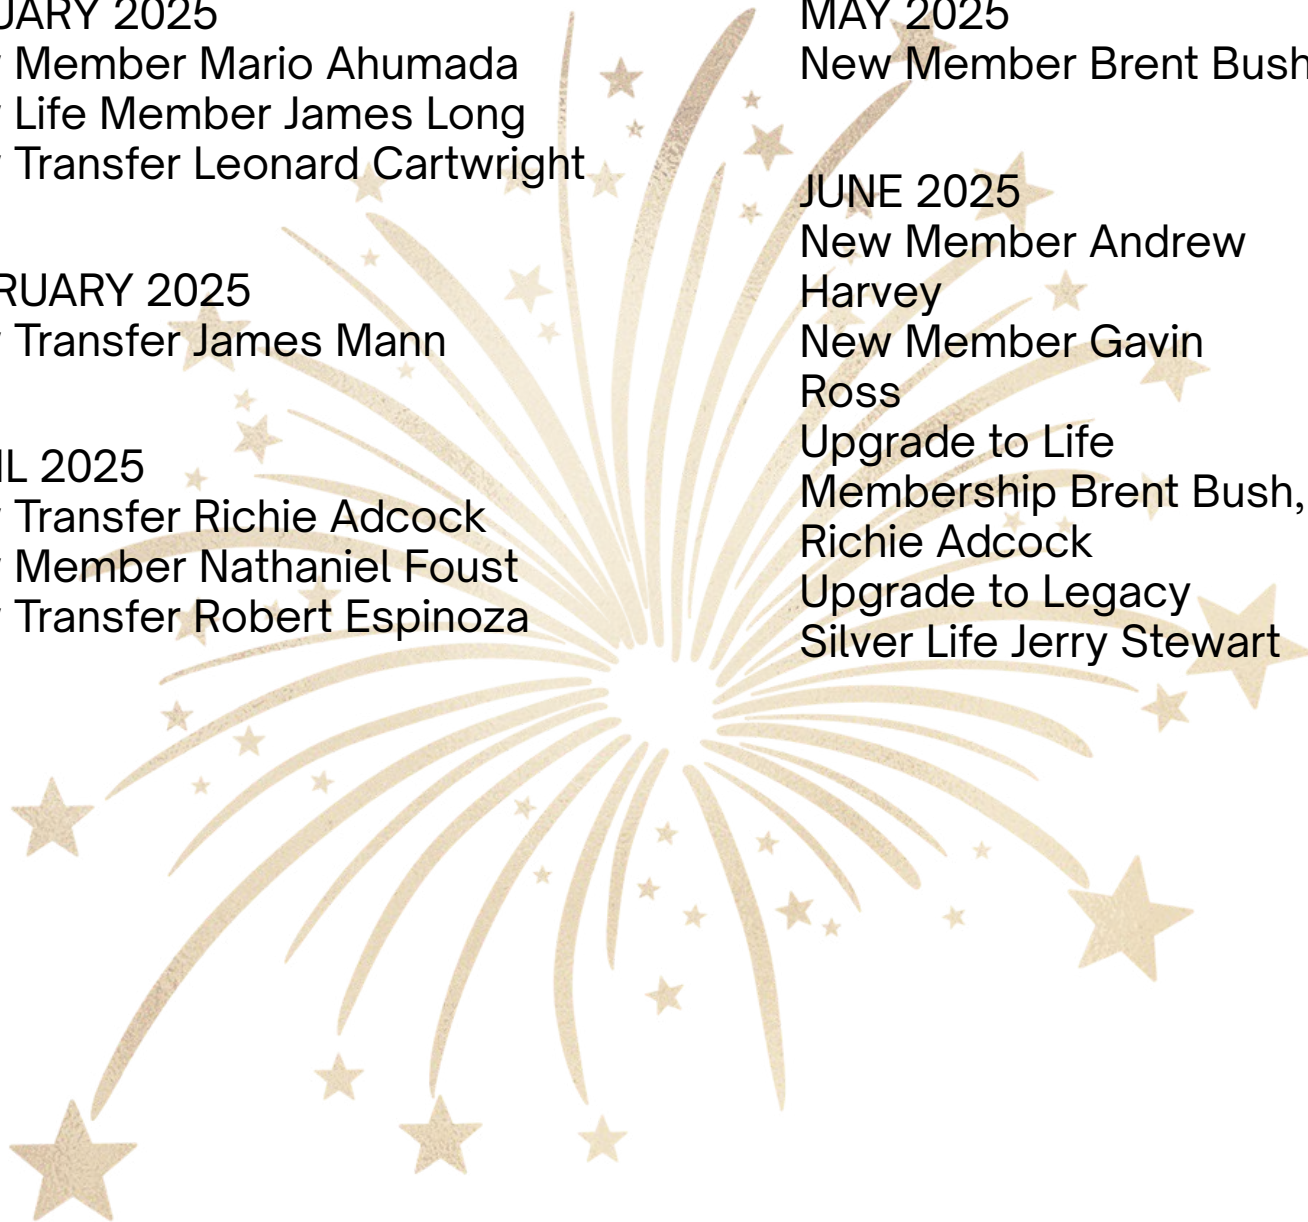 UARY 2025
Member Mario Ahumada
Life Member James Long
Transfer Leonard Cartwright
RUARY 2025
Transfer James Mann
IL 2025
Transfer Richie Adcock
Member Nathaniel Foust
Transfer Robert Espinoza
MAY 2025
New Member Brent Bush
JUNE 2025
New Member Andrew
Harvey
New Member Gavin
Ross
Upgrade to Life
Membership Brent Bush,
Richie Adcock
Upgrade to Legacy
Silver Life Jerry Stewart